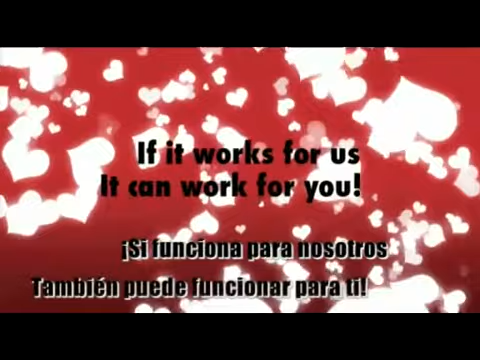 If it works for us
It can work for you!
¡Si funciona para nosotros
También puede funcionar para ti!